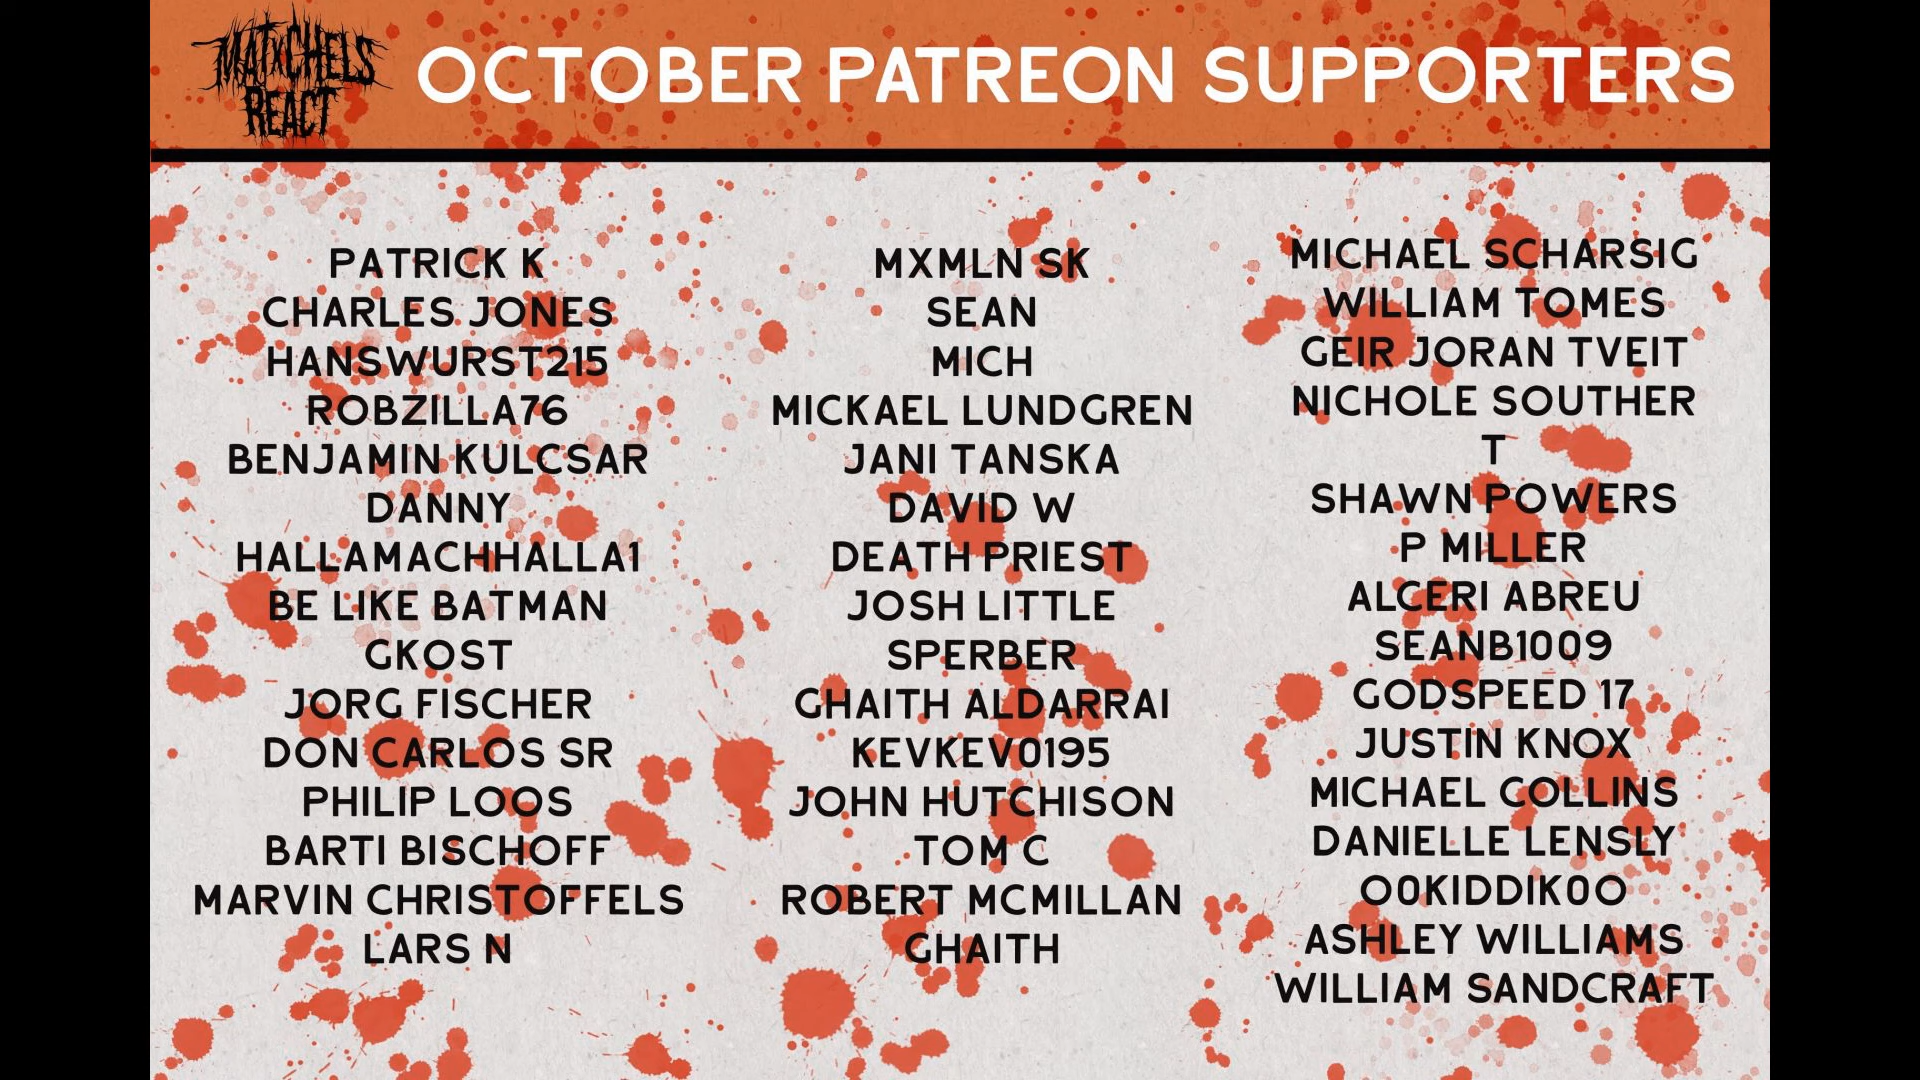 MATXCHELS
REACT
OCTOBER PATREON SUPPORTERS
PATRICK K
CHARLES JONES
HANSWURST215
ROBZILLA76
BENJAMIN KULCSAR
DANNY
HALLAMACHHALLA1
BE LIKE BATMAN
GKOST
JORG FISCHER
DON CARLOS SR
PHILIP LOOS
BARTI BISCHOFF
MARVIN CHRISTOFFELS
LARS N
MXMLN SK
SEAN
MICH
MICKAEL LUNDGREN
JANI TANSKA
DAVID W
DEATH PRIEST
JOSH LITTLE
SPERBER
GHAITH ALDARRAI
KEVKEV0195
JOHN HUTCHISON
TOM C
ROBERT MCMILLAN
GHAITH
MICHAEL SCHARSIG
WILLIAM TOMES
GEIR JORAN TVEIT
NICHOLE SOUTHER
T
SHAWN POWERS
P MILLER
ALCERI ABREU
SEANB1009
GODSPEED 17
JUSTIN KNOX
MICHAEL COLLINS
DANIELLE LENSLY
O0KIDDIK0O
ASHLEY WILLIAMS
WILLIAM SANDCRAFT